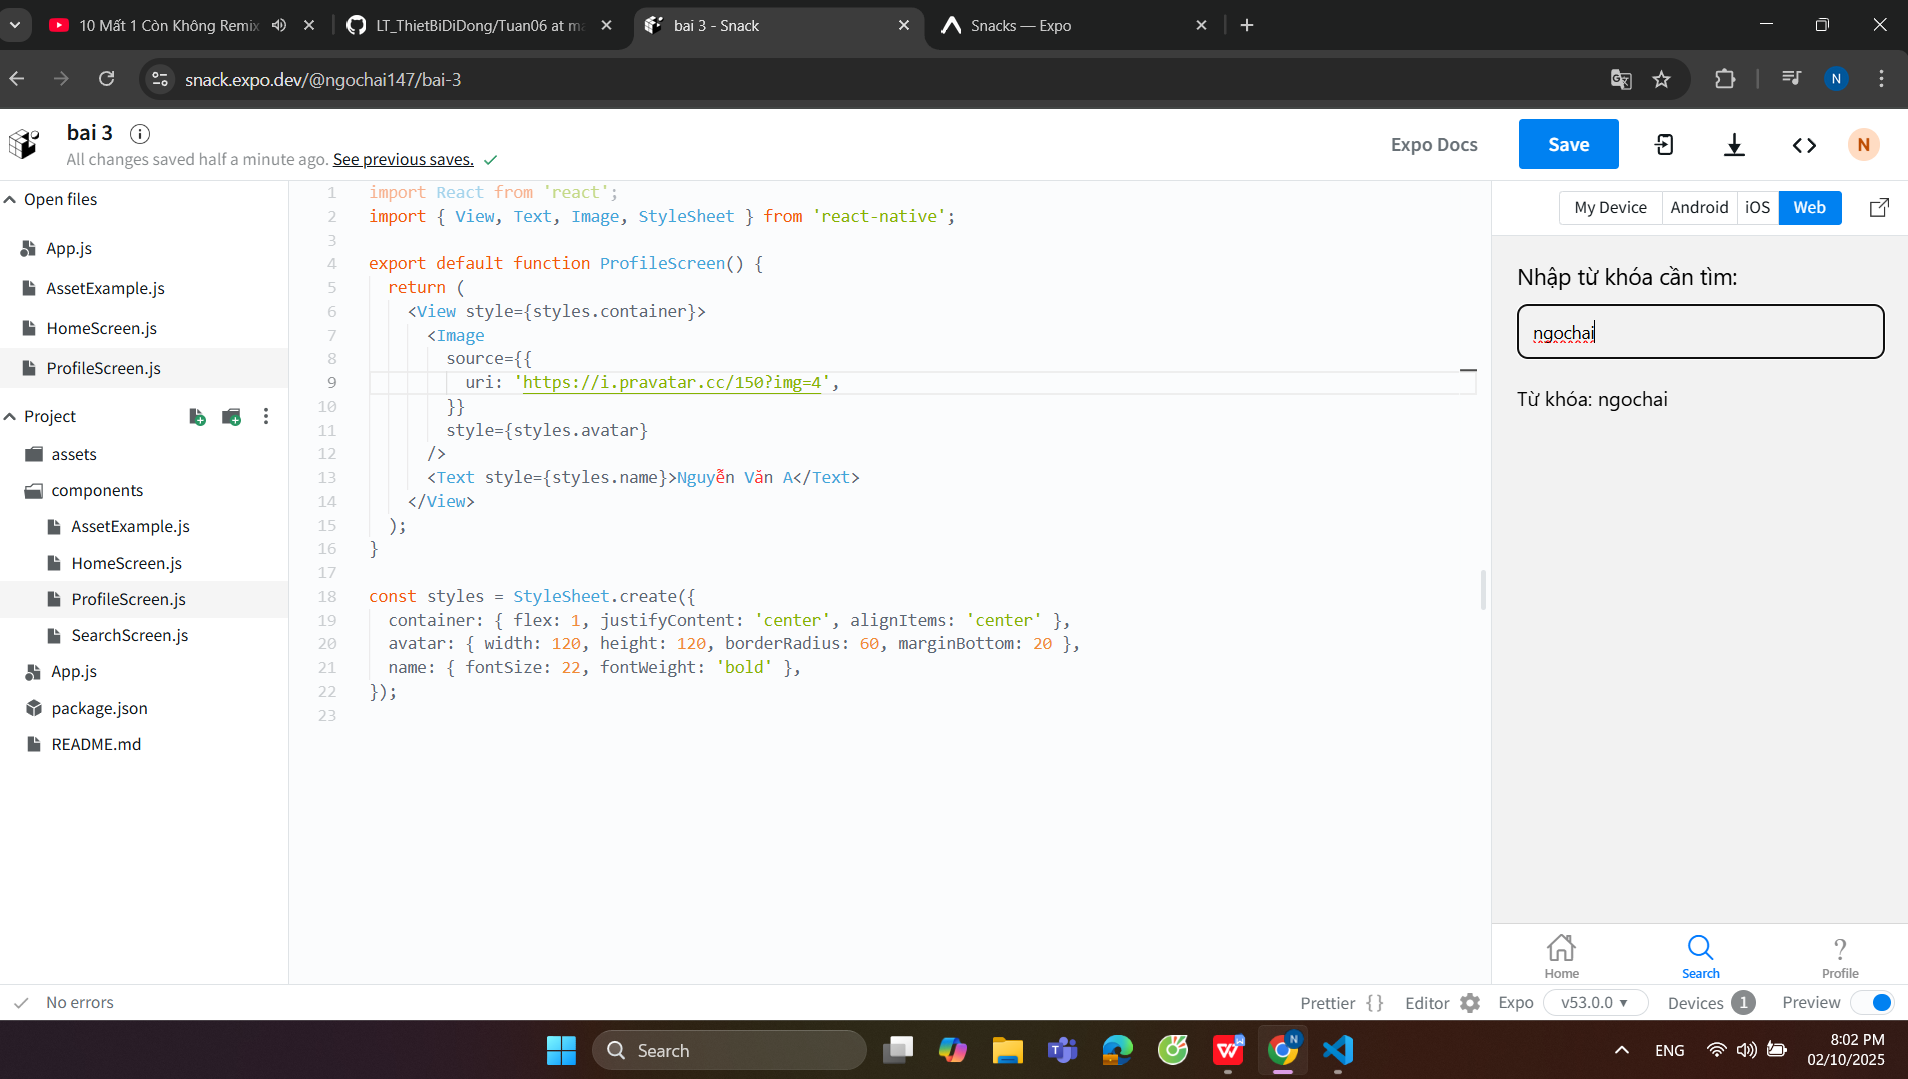 10 Mất 1 Còn Không Remix
LT_ThietBiDiDong/Tuan06 at ma
bai 3 - Snack
Snacks — Expo
snack.expo.dev/@ngochai147/bai-3
N
bai 3
All changes saved half a minute ago. See previous saves.
Expo Docs
Save
N
Open files
App.js
AssetExample.js
HomeScreen.js
ProfileScreen.js
Project
assets
components
AssetExample.js
HomeScreen.js
ProfileScreen.js
SearchScreen.js
App.js
package.json
README.md
1 import React from 'react';
2 import { View, Text, Image, StyleSheet } from 'react-native';
3
4 export default function ProfileScreen() {
5 return (
6 <View style={styles.container}>
7 <Image
8 source={{
9 uri: 'https://i.pravatar.cc/150?img=4',
10 }}
11 style={styles.avatar}
12 />
13 <Text style={styles.name}>Nguyễn Văn A</Text>
14 </View>
15 );
16 }
17
18 const styles = StyleSheet.create({
19 container: { flex: 1, justifyContent: 'center', alignItems: 'center' },
20 avatar: { width: 120, height: 120, borderRadius: 60, marginBottom: 20 },
21 name: { fontSize: 22, fontWeight: 'bold' },
22 });
23
My Device Android iOS Web
Nhập từ khóa cần tìm:
ngochai
Từ khóa: ngochai
Home Search Profile
No errors
Prettier { } Editor Expo v53.0.0 Devices 1 Preview
Search
ENG
8:02 PM
02/10/2025